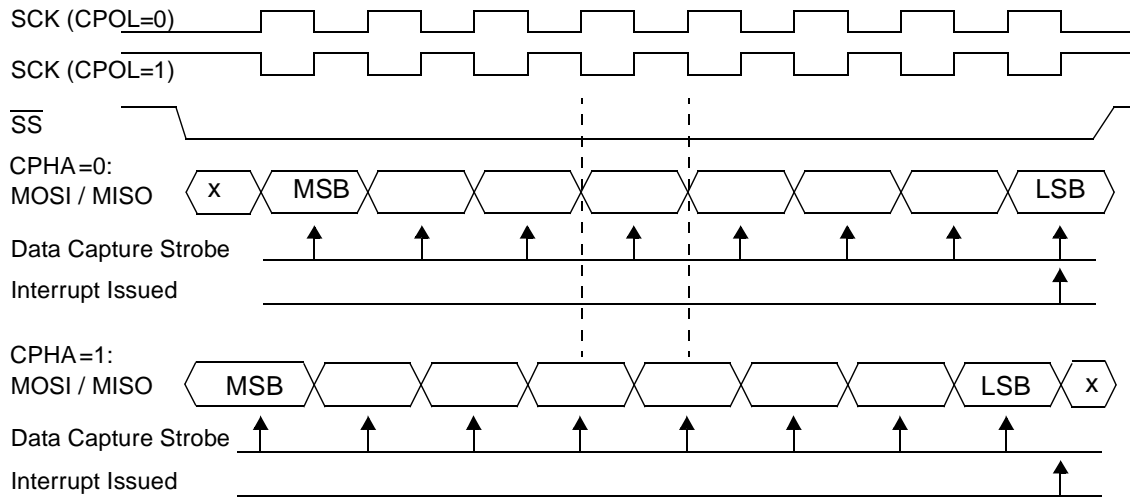 SCK (CPOL=0)
SCK (CPOL=1)
SS
CPHA=0:
MOSI / MISO
x
MSB
LSB
Data Capture Strobe
Interrupt Issued
CPHA=1:
MOSI / MISO
MSB
LSB
x
Data Capture Strobe
Interrupt Issued